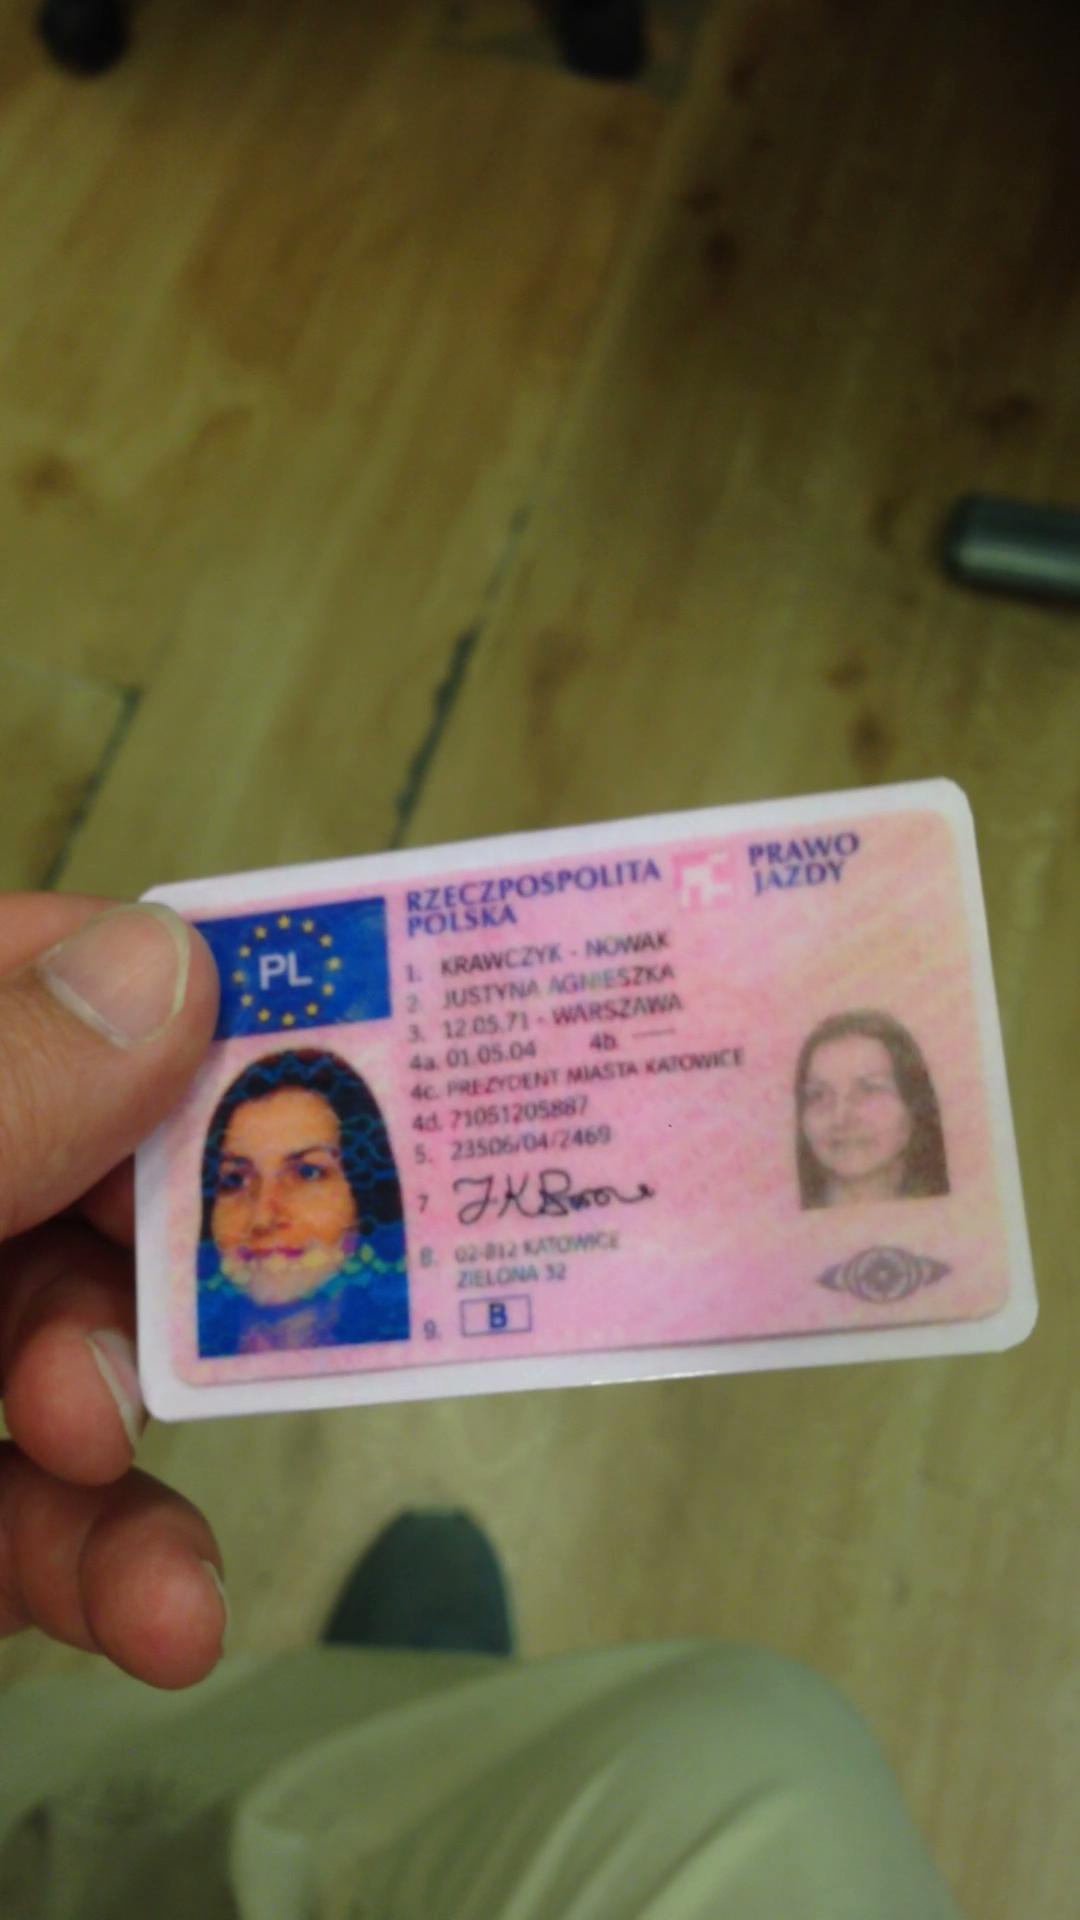 PL
RZECZPOSPOLITA
POLSKA
PRAWO
JAZDY
1. KRAWCZYK - NOWAK
2. JUSTYNA AGNIESZKA
3. 12.05.71 - WARSZAWA
4a. 01.05.04 4b. ——
4c. PREZYDENT MIASTA KATOWICE
4d. 71051205887
5. 23506/04/2469
7
8. 02-812 KATOWICE
ZIELONA 32
9. B